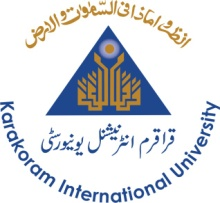 انظروا ماذا في السموات والارض
قراقرم انٹرنیشنل یونیورسٹی
Karakoram International University